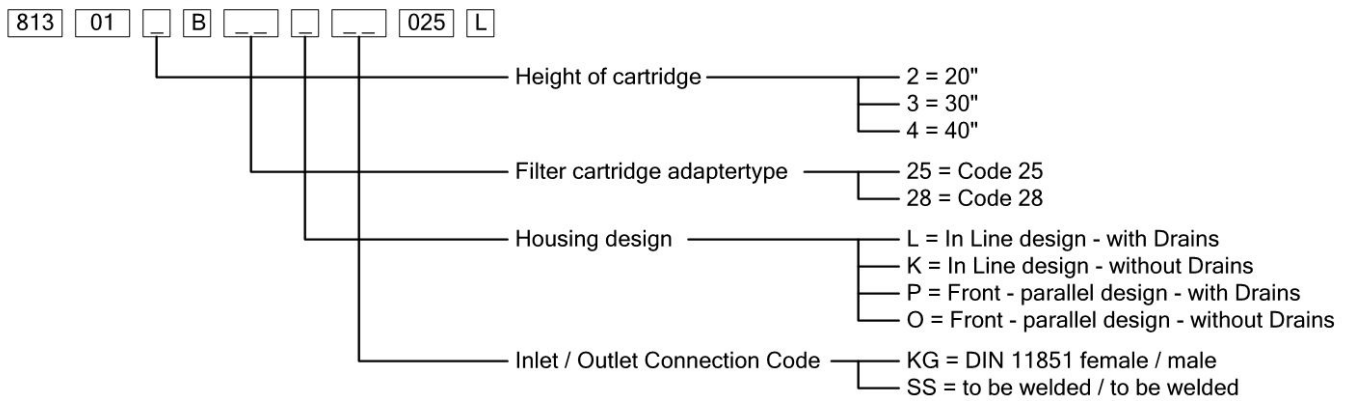 813 01 _ B _ _ _ _ _ 025 L
Height of cartridge
2 = 20"
3 = 30"
4 = 40"
Filter cartridge adaptertype
25 = Code 25
28 = Code 28
Housing design
L = In Line design - with Drains
K = In Line design - without Drains
P = Front - parallel design - with Drains
O = Front - parallel design - without Drains
Inlet / Outlet Connection Code
KG = DIN 11851 female / male
SS = to be welded / to be welded